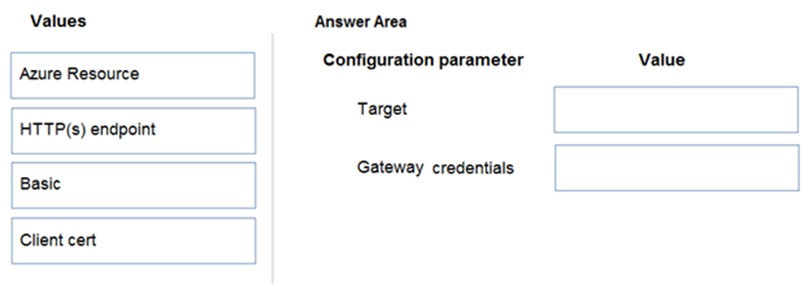 Values
Azure Resource
HTTP(s) endpoint
Basic
Client cert
Answer Area
Configuration parameter Value
Target
Gateway credentials